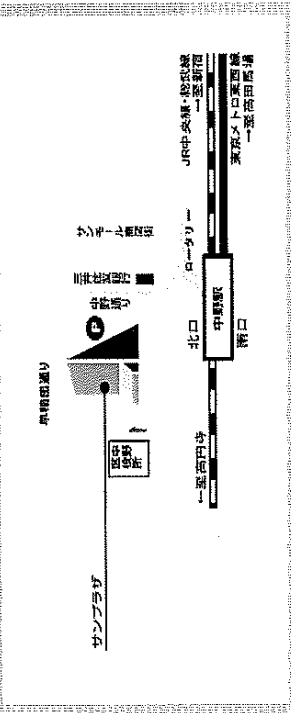 早稲田通り
P
サンモール商店街
三井住友銀行
中野通り
中野
区役所
サンプラザ
ロータリー
北口
中野駅
南口
JR中央線・総武線
→至新宿
東京メトロ東西線
→至高田馬場
←至高円寺